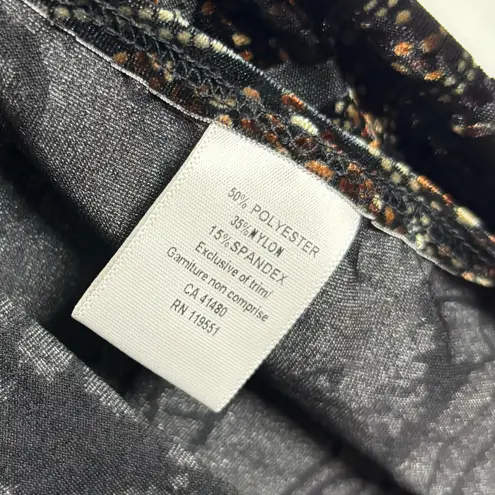 50% POLYESTER
35%NYLON
15%SPANDEX
Exclusive of trim/
Garniture non comprise
CA 41480
RN 119551